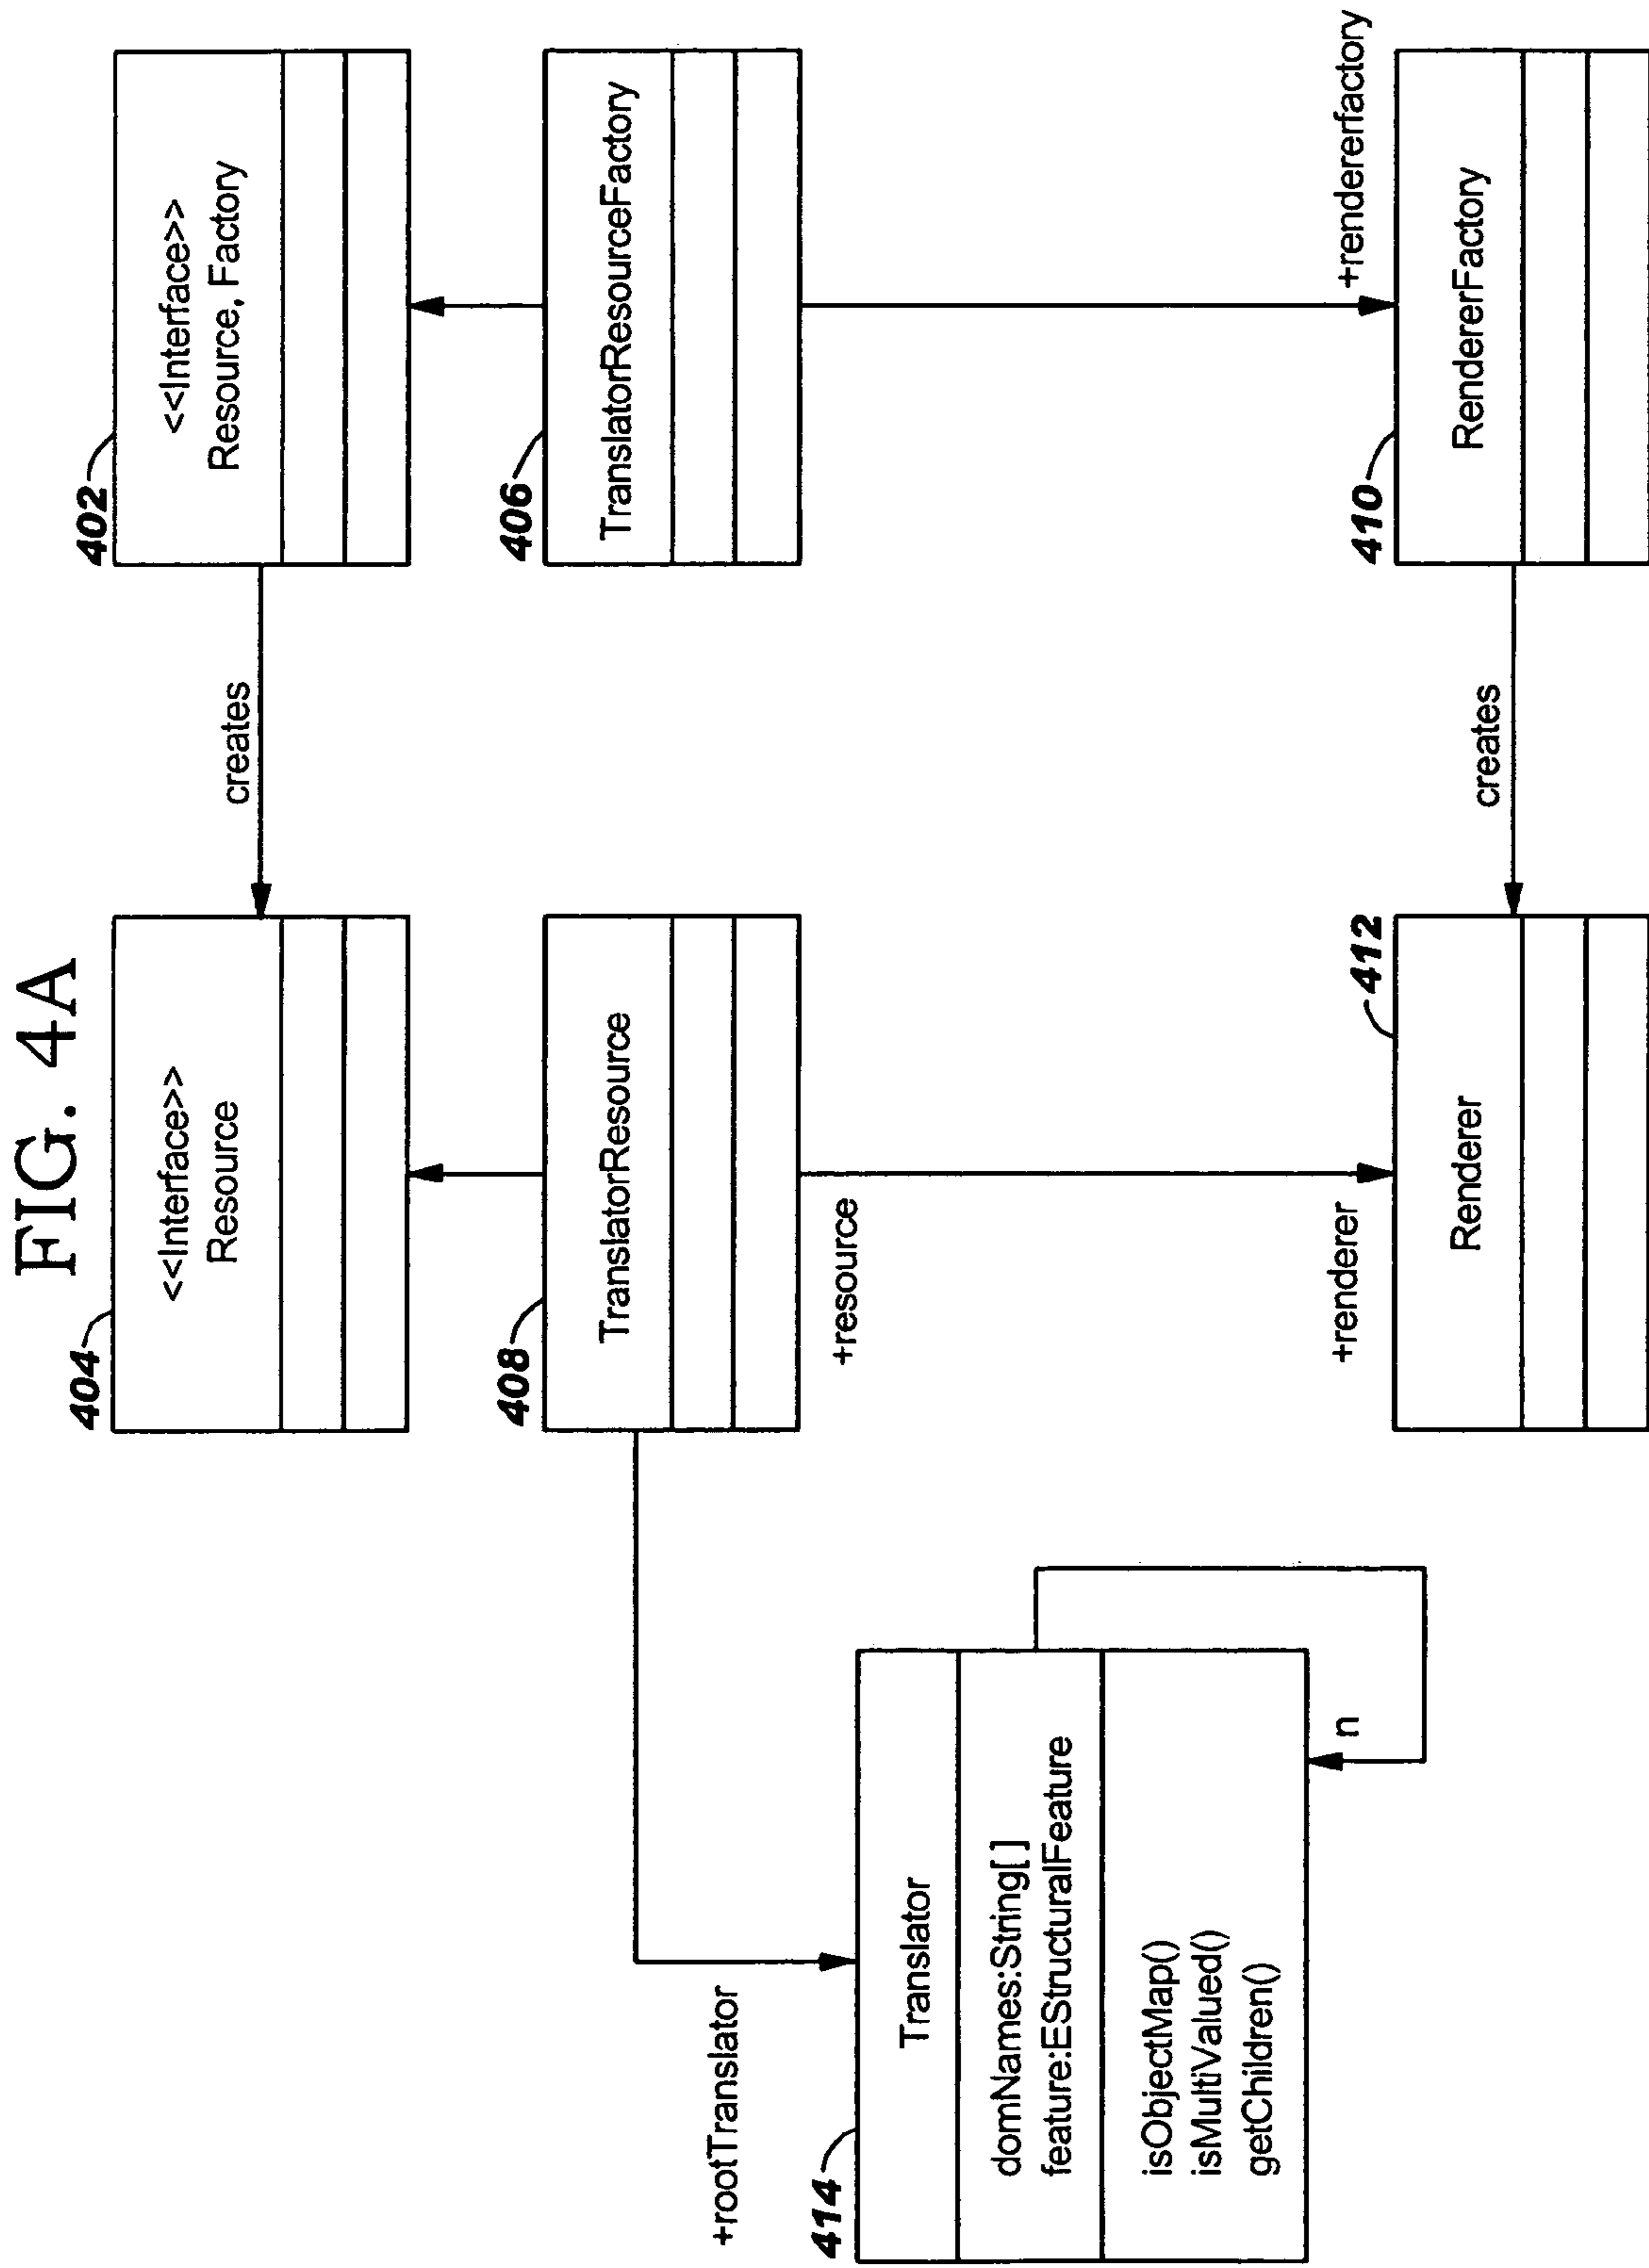 FIG. 4A
404
<<Interface>>
Resource
creates
402
<<Interface>>
Resource, Factory
408
TranslatorResource
406
TranslatorResourceFactory
+rootTranslator
+resource
414
Translator
domNames:String[ ]
feature:EStructuralFeature
isObjectMap()
isMultiValued()
getChildren()
n
+renderer
412
Renderer
creates
+rendererfactory
410
RendererFactory